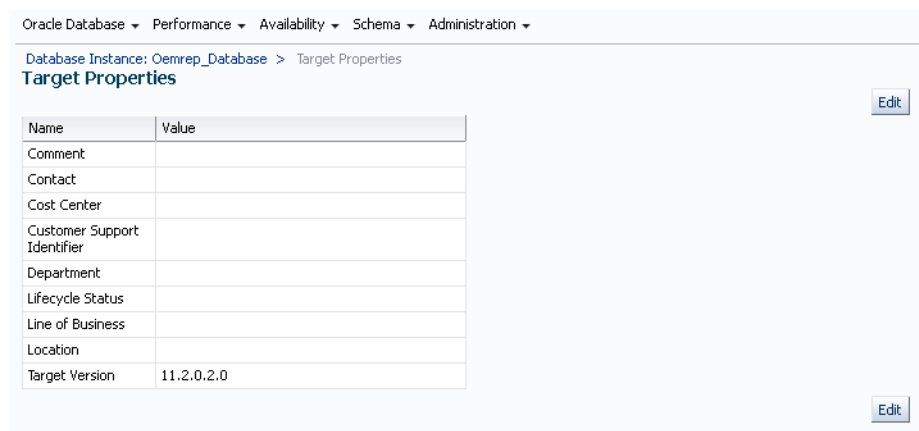 Oracle Database Performance Availability Schema Administration
Database Instance: Oemrep_Database > Target Properties
Target Properties
Edit
Name Value
Comment
Contact
Cost Center
Customer Support
Identifier
Department
Lifecycle Status
Line of Business
Location
Target Version 11.2.0.2.0
Edit